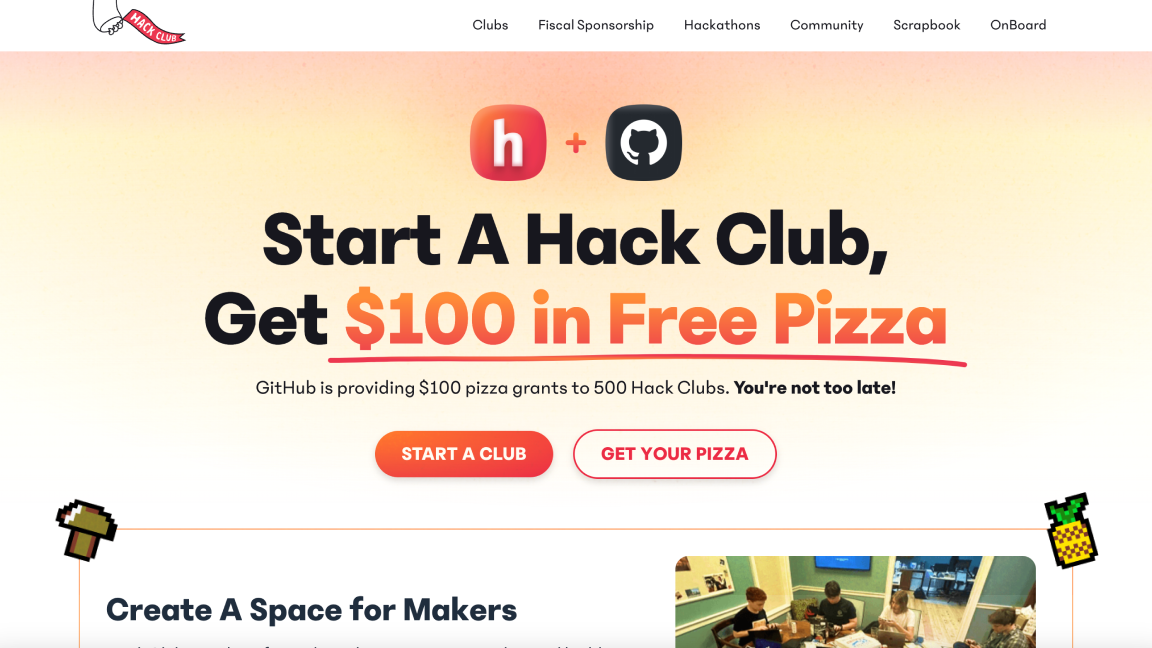 HACK CLUB
Clubs Fiscal Sponsorship Hackathons Community Scrapbook OnBoard
h +
Start A Hack Club,
Get $100 in Free Pizza
GitHub is providing $100 pizza grants to 500 Hack Clubs. You're not too late!
START A CLUB GET YOUR PIZZA
Create A Space for Makers